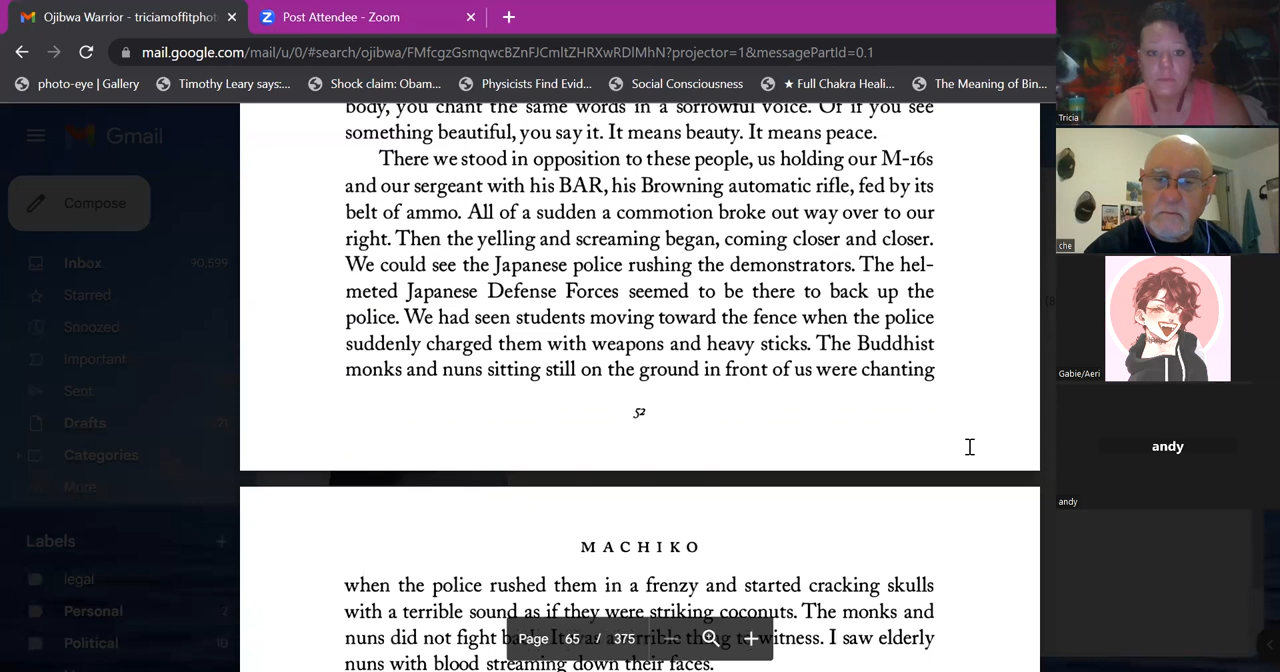 Ojibwa Warrior - triciamoffitphot
Post Attendee - Zoom
mail.google.com/mail/u/0/#search/ojibwa/FMfcgzGsmqwcBZnFJCmltZHRXwRDlMhN?projector=1&messagePartId=0.1
photo-eye | Gallery
Timothy Leary says:...
Shock claim: Obam...
Physicists Find Evid...
Social Consciousness
★ Full Chakra Heali...
The Meaning of Bin...
Gmail
Compose
Inbox 90,599
Starred
Snoozed
Important
Sent
Drafts 21
Categories
More
Labels +
legal
Personal 7
Political 10
body, you chant the same words in a sorrowful voice. Or if you see
something beautiful, you say it. It means beauty. It means peace.
There we stood in opposition to these people, us holding our M-16s
and our sergeant with his BAR, his Browning automatic rifle, fed by its
belt of ammo. All of a sudden a commotion broke out way over to our
right. Then the yelling and screaming began, coming closer and closer.
We could see the Japanese police rushing the demonstrators. The hel-
meted Japanese Defense Forces seemed to be there to back up the
police. We had seen students moving toward the fence when the police
suddenly charged them with weapons and heavy sticks. The Buddhist
monks and nuns sitting still on the ground in front of us were chanting
52
MACHIKO
when the police rushed them in a frenzy and started cracking skulls
with a terrible sound as if they were striking coconuts. The monks and
nuns did not fight witness. I saw elderly
nuns with blood streaming down their faces.
Page 65 / 375
Tricia
che
Gabie/Aeri
andy
andy